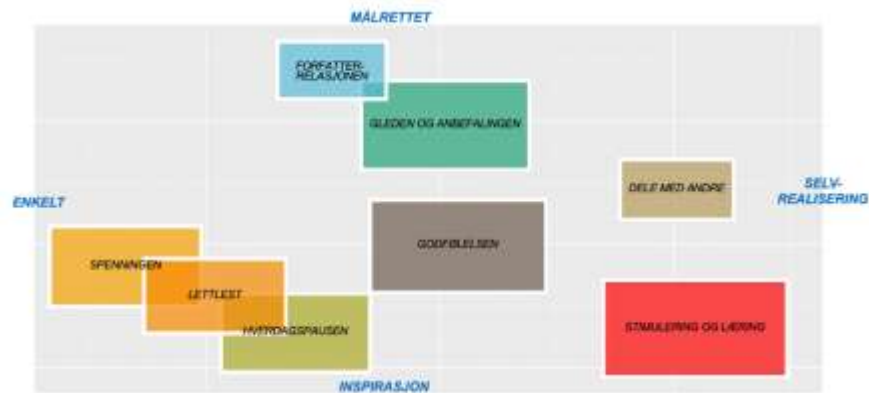 MÅLRETTET
FORFATTER-
RELASJONEN
GLEDEN OG ANBEFALINGEN
DELE MED ANDRE
SELV-
REALISERING
ENKELT
GODFØLELSEN
SPENNINGEN
LETTLEST
HVERDAGSPAUSEN
STIMULERING OG LÆRING
INSPIRASJON